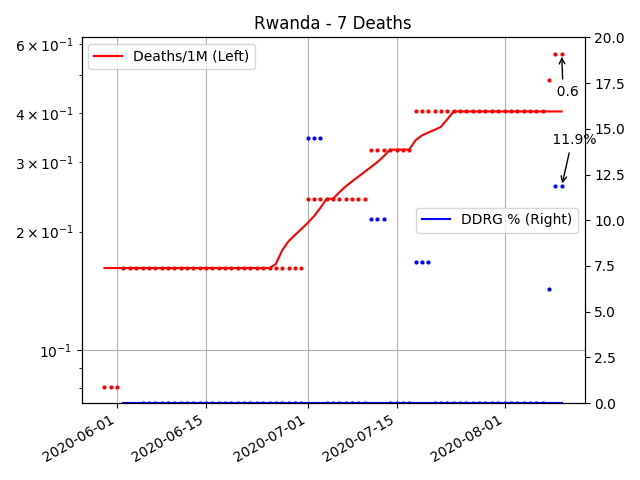 Rwanda - 7 Deaths
Deaths/1M (Left)
DDRG % (Right)
0.6
11.9%
6 × 10⁻¹
4 × 10⁻¹
3 × 10⁻¹
2 × 10⁻¹
10⁻¹
20.0
17.5
15.0
12.5
10.0
7.5
5.0
2.5
0.0
2020-06-01
2020-06-15
2020-07-01
2020-07-15
2020-08-01